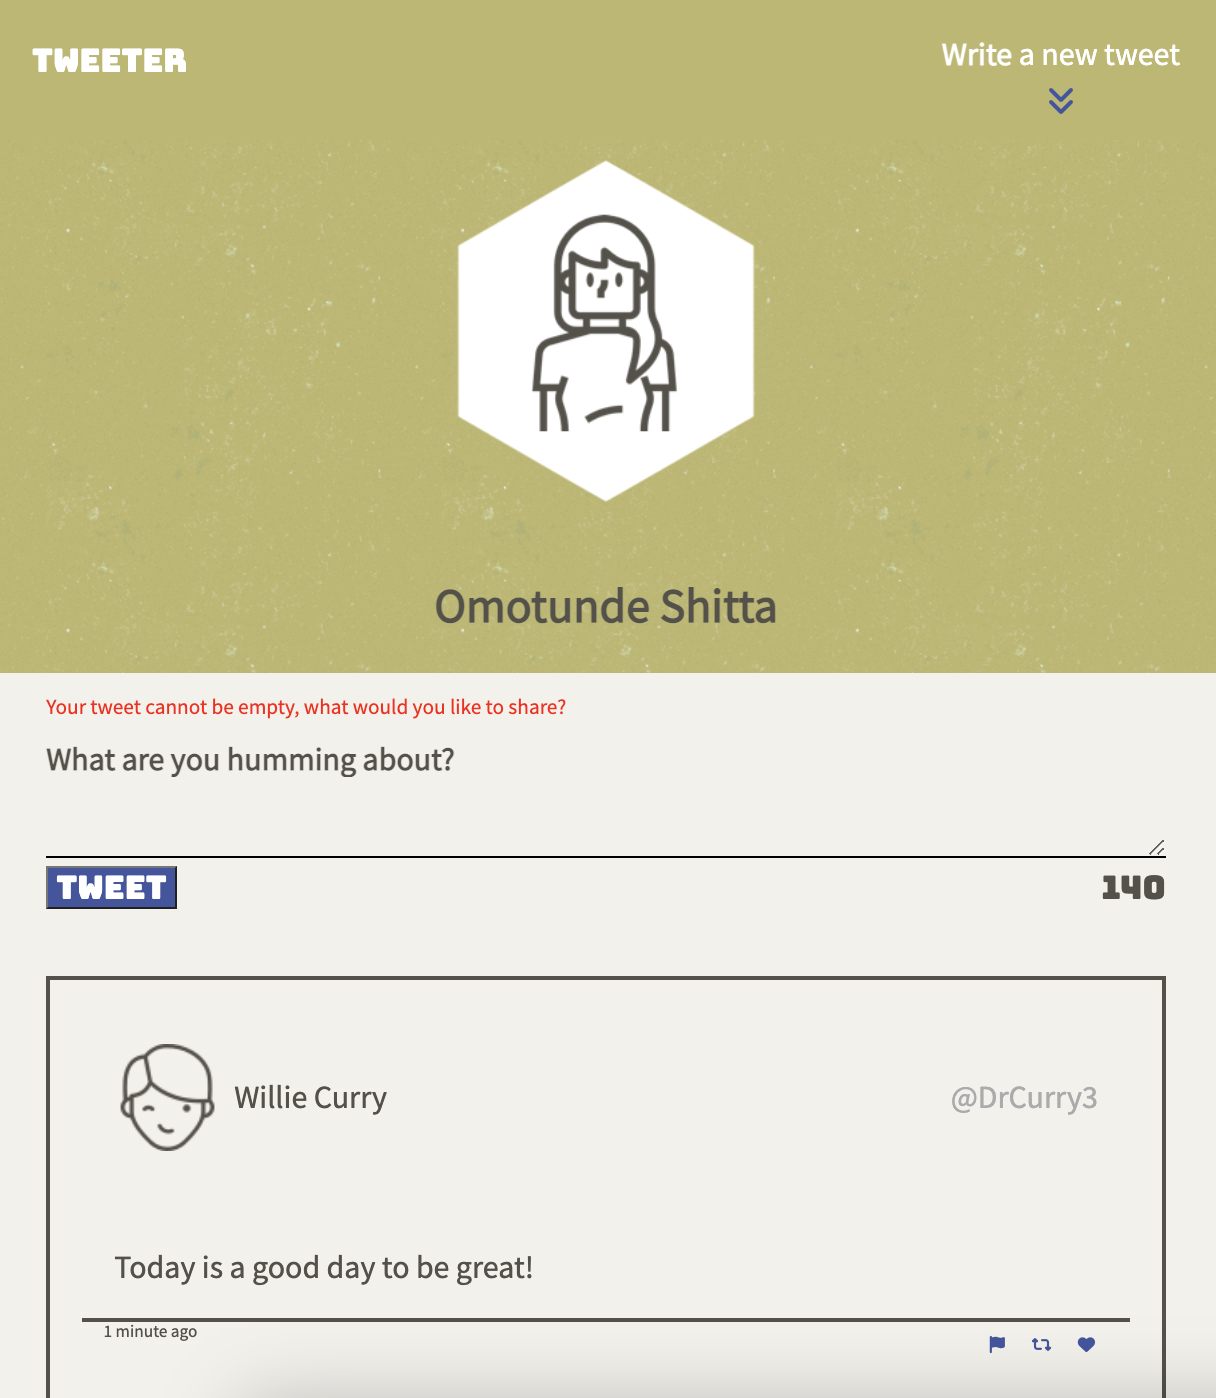 TWEETER
Write a new tweet
Omotunde Shitta
Your tweet cannot be empty, what would you like to share?
What are you humming about?
TWEET
140
Willie Curry
@DrCurry3
Today is a good day to be great!
1 minute ago